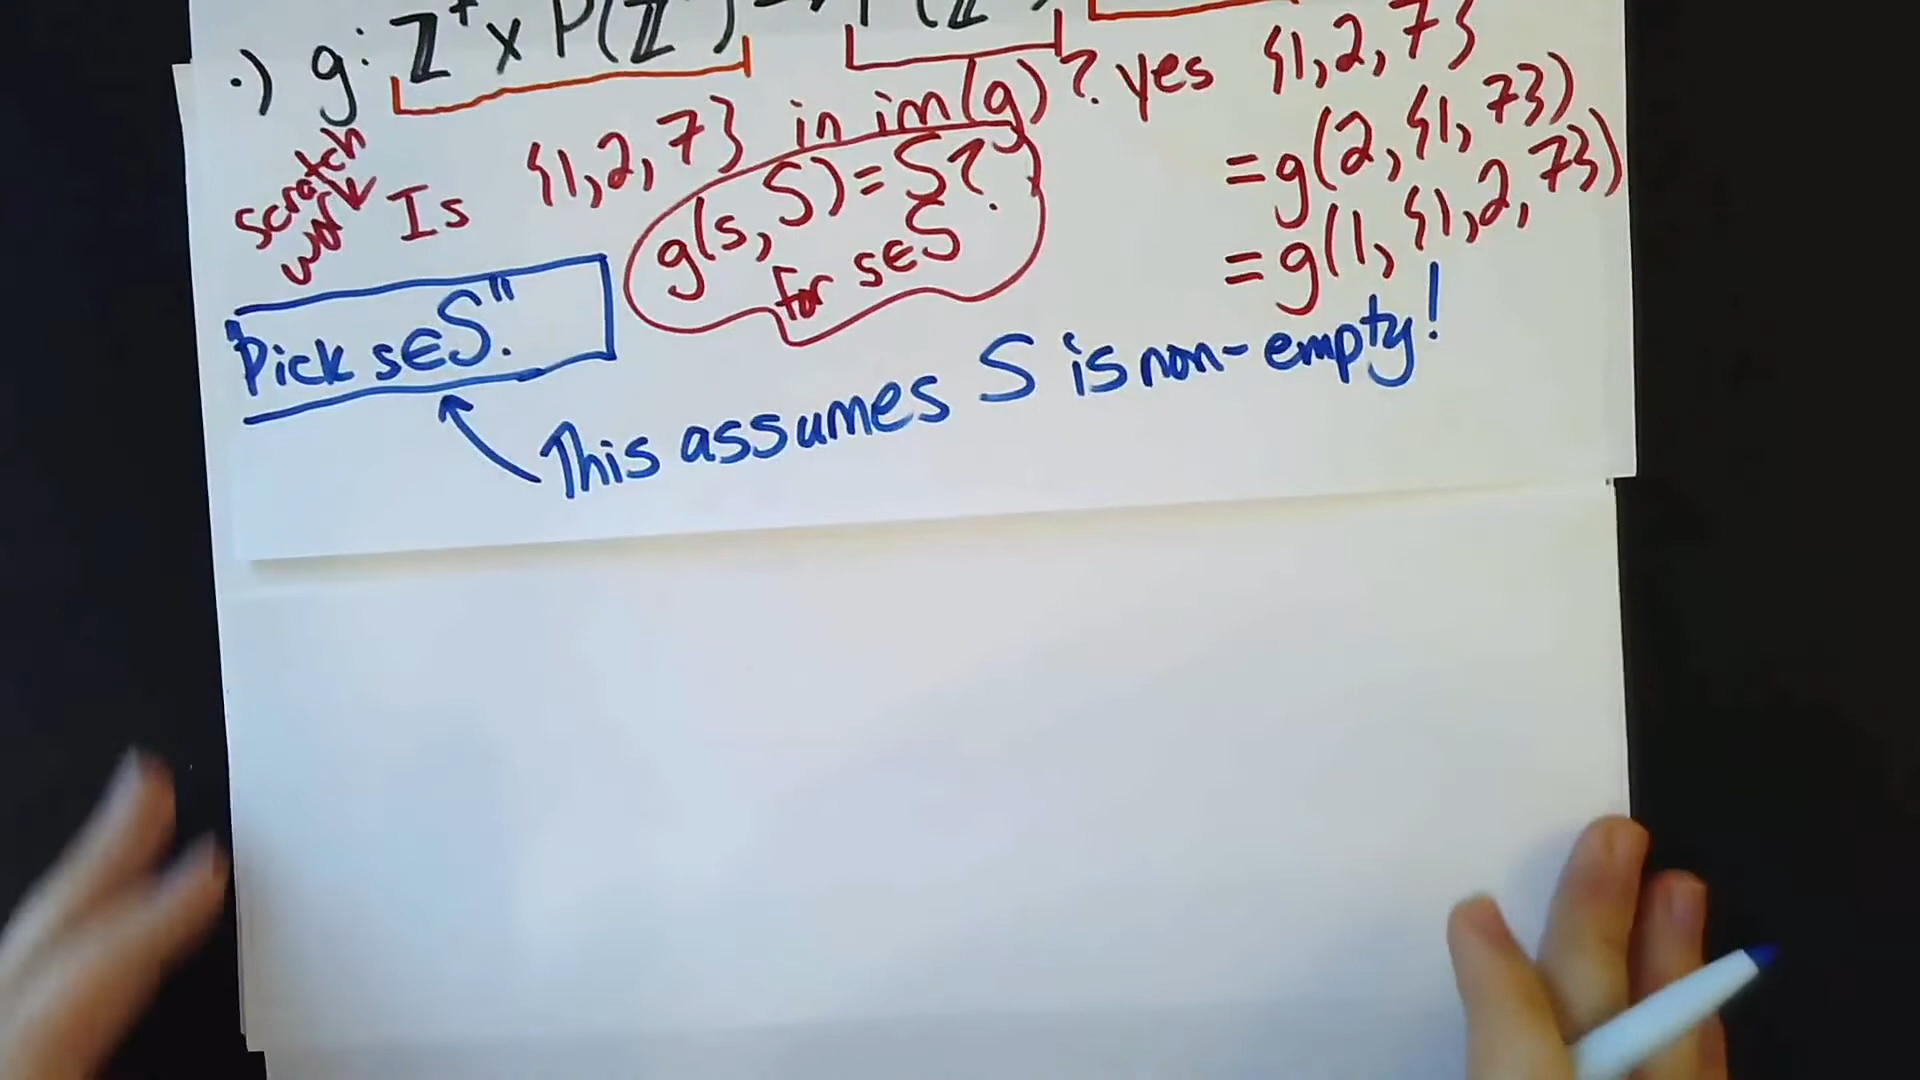 ·) g: ℤ⁺ × P(ℤ
Is {1,2,7} in im(g)? yes {1,2,7}
= g(2, {1,7})
= g(1, {1,2,7})
scratch
work
g(s, S) = S?
for s∈S
Pick s∈S."
This assumes S is non-empty!